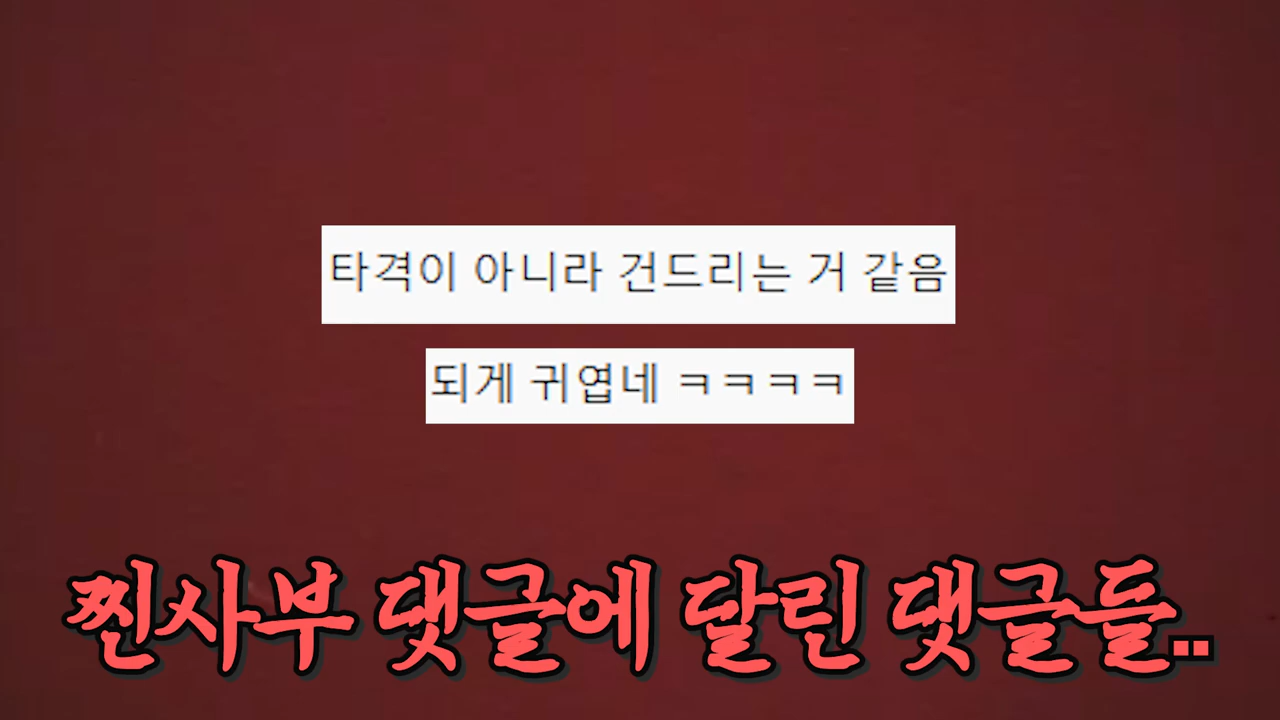 타격이 아니라 건드리는 거 같음
되게 귀엽네 ㅋㅋㅋㅋ
찐사부 댓글에 달린 댓글들..